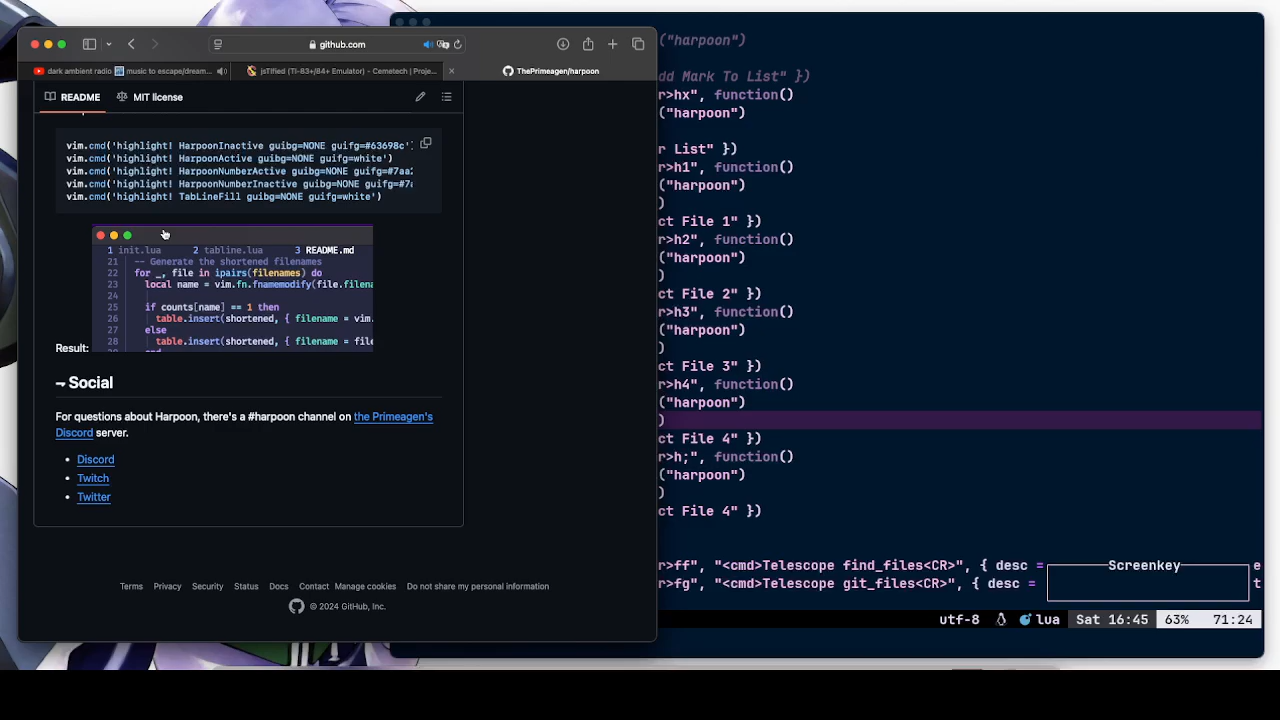 github.com
dark ambient radio
music to escape/dream...
jsTIfied (TI-83+/84+ Emulator) - Cemetech | Proje...
ThePrimeagen/harpoon
README
MIT license
vim.cmd('highlight! HarpoonInactive guibg=NONE guifg=#63698c'
vim.cmd('highlight! HarpoonActive guibg=NONE guifg=white')
vim.cmd('highlight! HarpoonNumberActive guibg=NONE guifg=#7aa
vim.cmd('highlight! HarpoonNumberInactive guibg=NONE guifg=#7
vim.cmd('highlight! TabLineFill guibg=NONE guifg=white')
1 init.lua 2 tabline.lua 3 README.md
21 -- Generate the shortened filenames
22 for _, file in ipairs(filenames) do
23 local name = vim.fn.fnamemodify(file.filena
24
25 if counts[name] == 1 then
26 table.insert(shortened, { filename = vim.
27 else
28 table.insert(shortened, { filename = file
Result:
Social
For questions about Harpoon, there's a #harpoon channel on the Primeagen's
Discord server.
Discord
Twitch
Twitter
Terms Privacy Security Status Docs Contact Manage cookies Do not share my personal information
© 2024 GitHub, Inc.
("harpoon")
dd Mark To List" })
r>hx", function()
("harpoon")
r List" })
r>h1", function()
("harpoon")
)
ct File 1" })
r>h2", function()
("harpoon")
)
ct File 2" })
r>h3", function()
("harpoon")
)
ct File 3" })
r>h4", function()
("harpoon")
)
ct File 4" })
r>h;", function()
("harpoon")
)
ct File 4" })
r>ff", "<cmd>Telescope find_files<CR>", { desc = e
r>fg", "<cmd>Telescope git_files<CR>", { desc = t
Screenkey
utf-8 lua Sat 16:45 63% 71:24